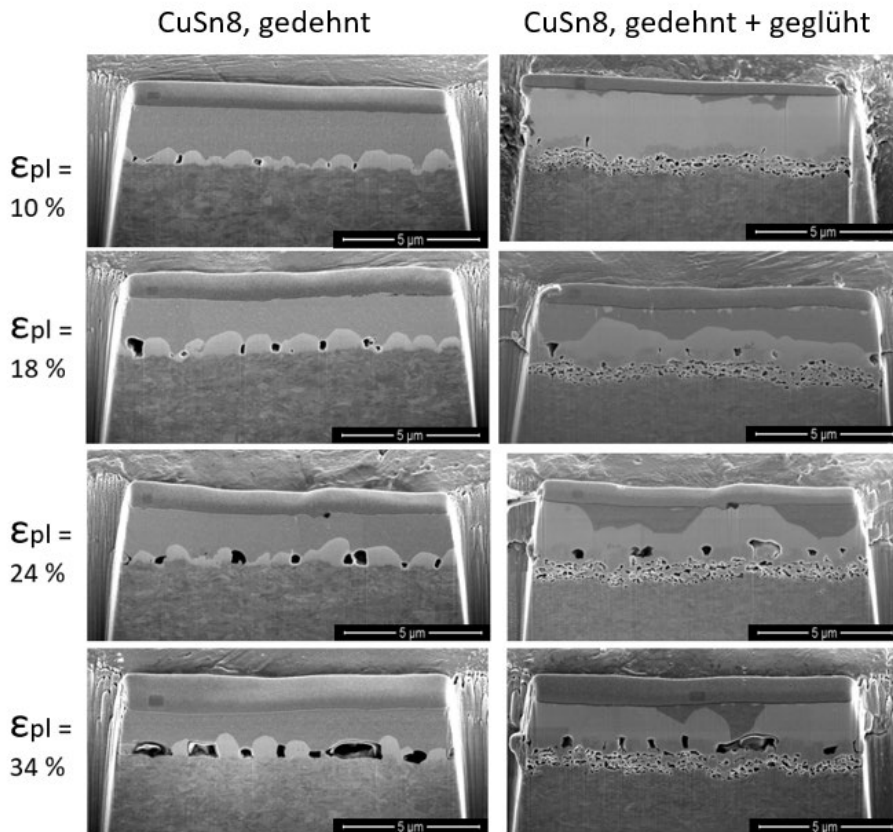 CuSn8, gedehnt
CuSn8, gedehnt + geglüht
εpl =
10 %
5 µm
5 µm
εpl =
18 %
5 µm
5 µm
εpl =
24 %
5 µm
5 µm
εpl =
34 %
5 µm
5 µm